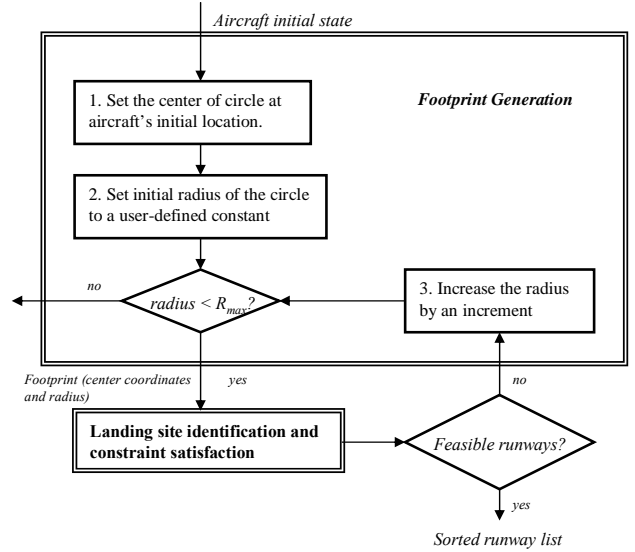 Aircraft initial state
Footprint Generation
1. Set the center of circle at
aircraft's initial location.
2. Set initial radius of the circle
to a user-defined constant
no
radius < Rmax?
3. Increase the radius
by an increment
Footprint (center coordinates
and radius)
yes
no
Landing site identification and
constraint satisfaction
Feasible runways?
yes
Sorted runway list